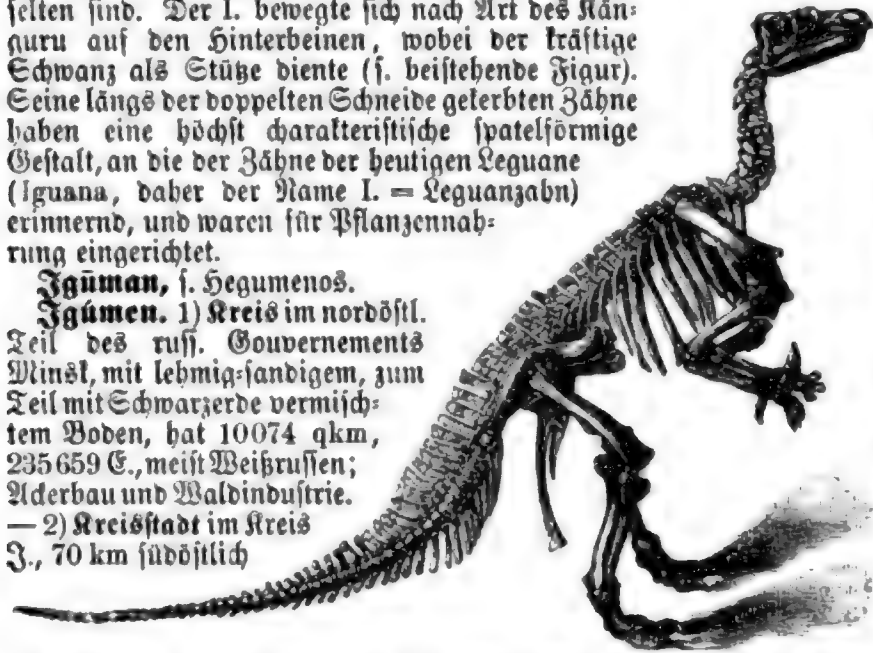 ſelten ſind. Der I. bewegte ſich nach Art des Kän-
guru auf den Hinterbeinen, wobei der kräftige
Schwanz als Stütze diente (ſ. beiſtehende Figur).
Seine längs der doppelten Schneide gekerbten Zähne
haben eine höchſt charakteriſtiſche ſpatelförmige
Geſtalt, an die der Zähne der heutigen Leguane
(Iguana, daher der Name I. = Leguanzahn)
erinnernd, und waren für Pflanzennah-
rung eingerichtet.
Igūman, ſ. Hegumenos.
Igúmen. 1) Kreis im nordöſtl.
Teil des ruſſ. Gouvernements
Minsk, mit lehmig-ſandigem, zum
Teil mit Schwarzerde vermiſch-
tem Boden, hat 10074 qkm,
235659 E., meiſt Weißruſſen;
Ackerbau und Waldinduſtrie.
— 2) Kreisſtadt im Kreis
I., 70 km ſüdöſtlich